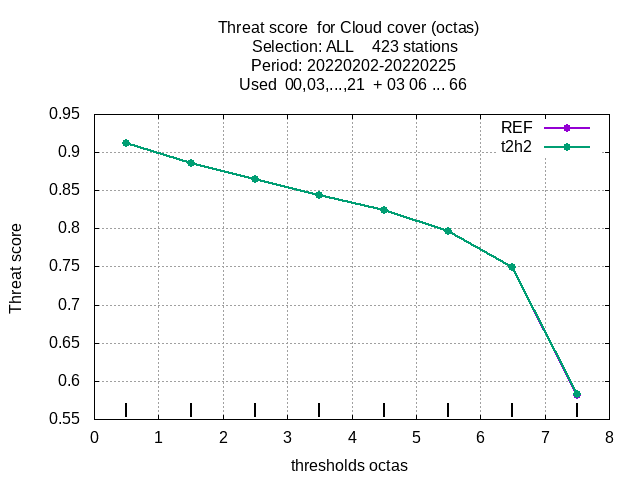 Threat score  for Cloud cover (octas)
Selection: ALL    423 stations
Period: 20220202-20220225
Used  00,03,...,21  + 03 06 ... 66
0.95
0.9
0.85
0.8
0.75
0.7
0.65
0.6
0.55
Threat score
REF
t2h2
0 1 2 3 4 5 6 7 8
thresholds octas